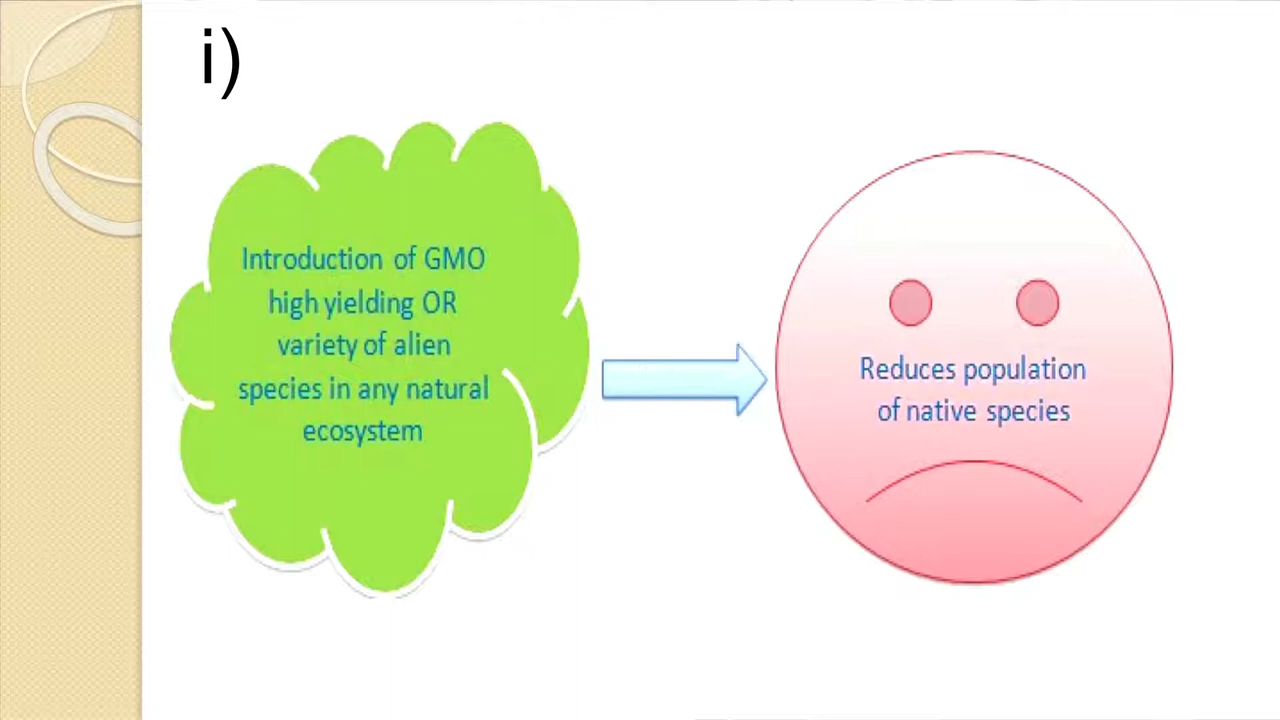 i)
Introduction of GMO
high yielding OR
variety of alien
species in any natural
ecosystem
Reduces population
of native species